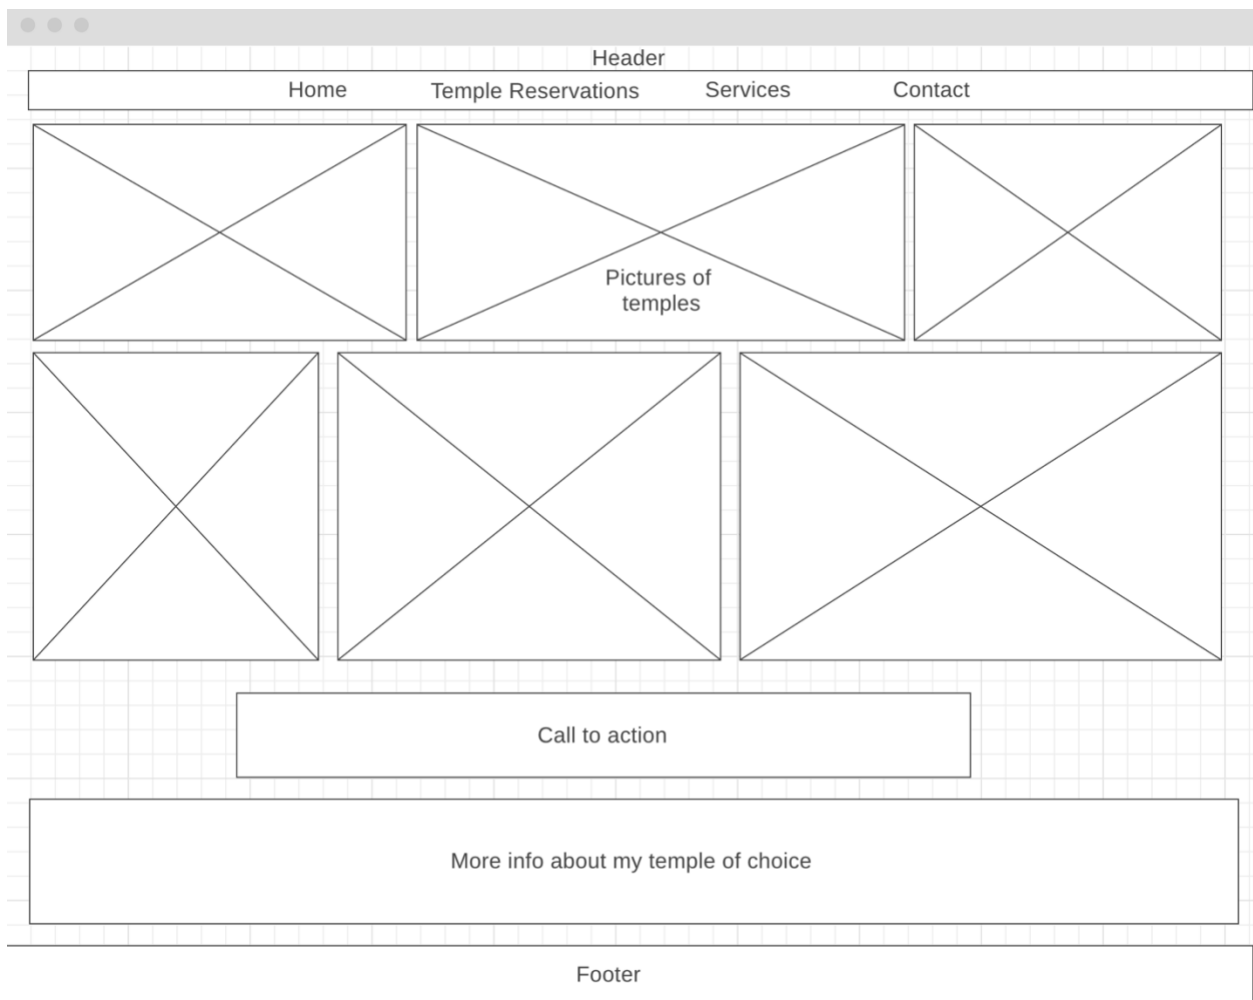 Header
Home Temple Reservations Services Contact
Pictures of
temples
Call to action
More info about my temple of choice
Footer